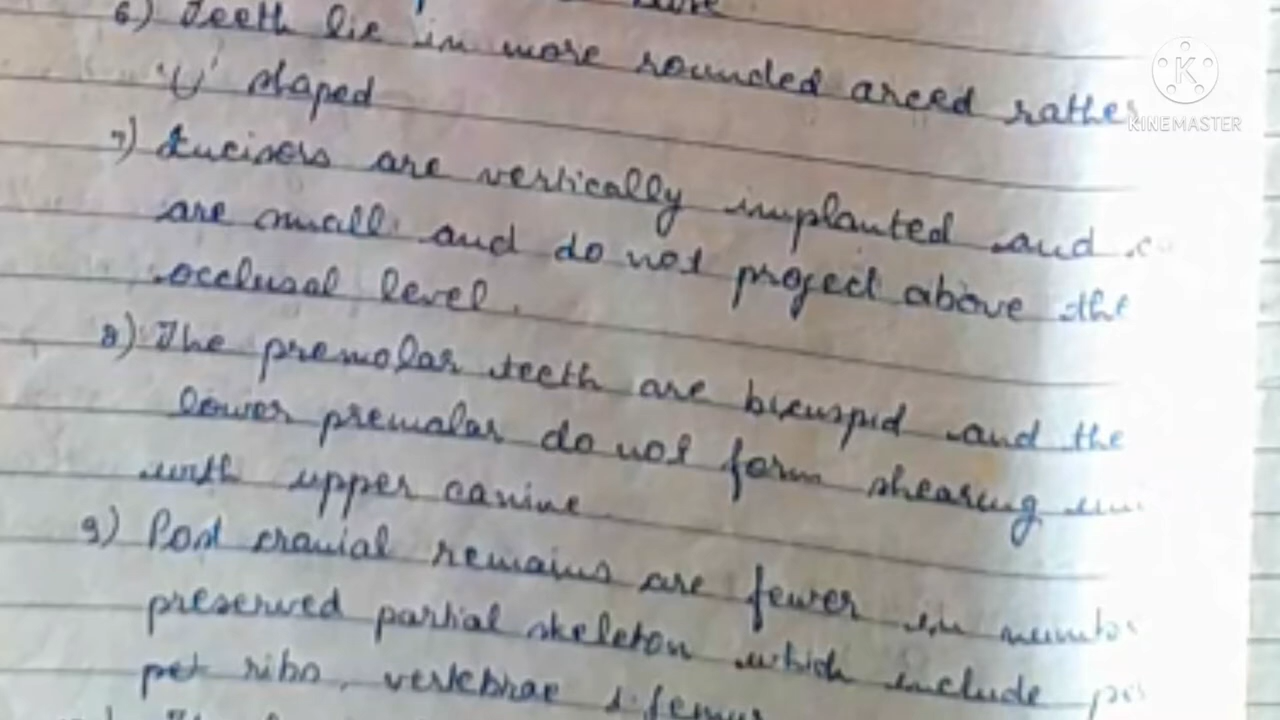 6) Teeth lie in more rounded arced rather
'U' shaped
7) Incisers are vertically implanted and
are small and do not project above the
occlusal level.
8) The premolar teeth are bicuspid and the
lower premolar do not form shearing
with upper canine
9) Post cranial remains are fewer in numbe
preserved partial skeleton which include
pet ribs, vertebrae & femur
KINEMASTER